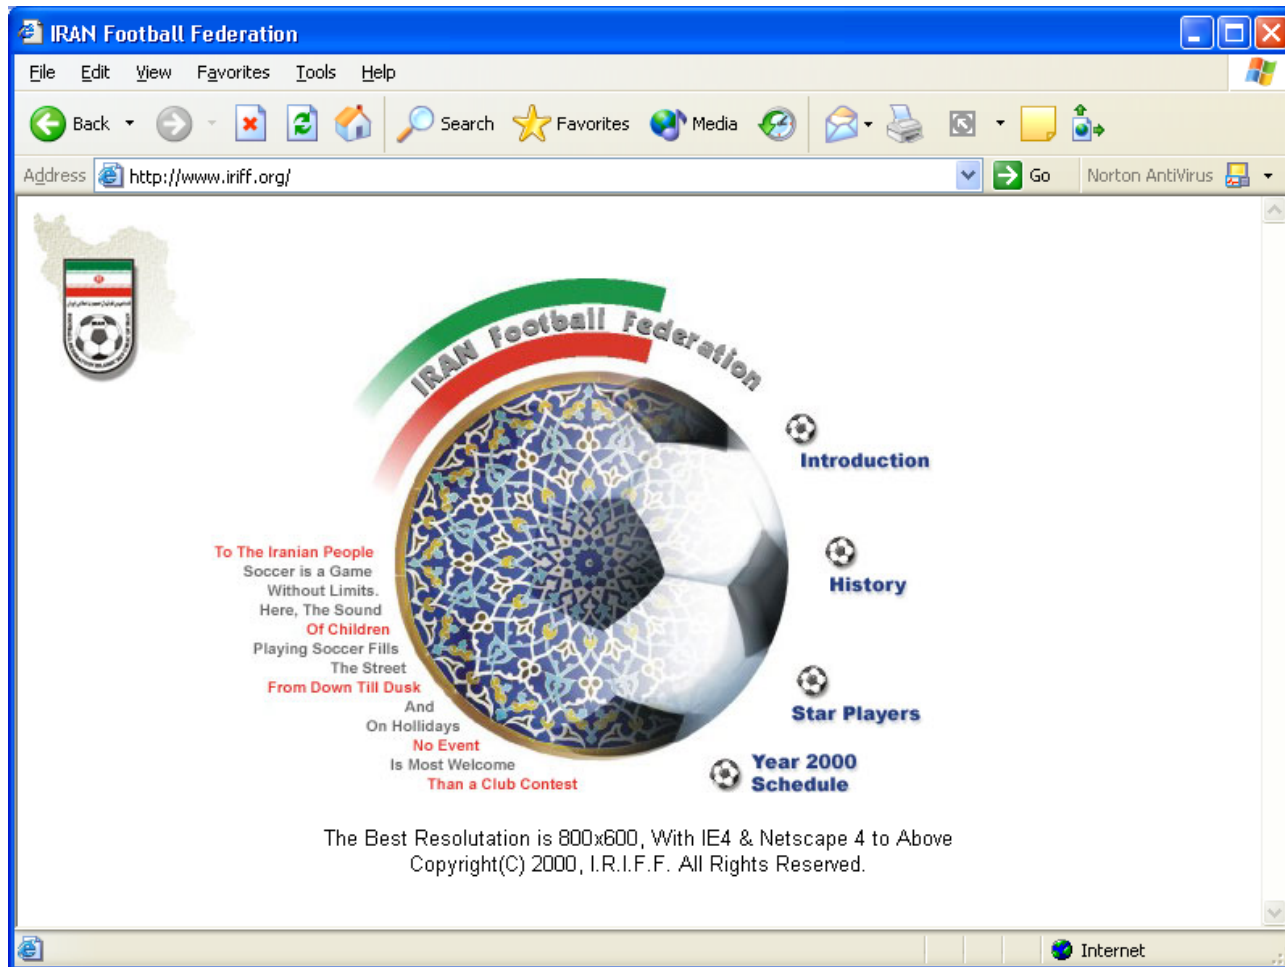 IRAN Football Federation
File Edit View Favorites Tools Help
Back Search Favorites Media
Address http://www.iriff.org/ Go Norton AntiVirus
IRAN Football Federation
IRAN
Introduction
History
Star Players
Year 2000
Schedule
To The Iranian People
Soccer is a Game
Without Limits.
Here, The Sound
Of Children
Playing Soccer Fills
The Street
From Down Till Dusk
And
On Hollidays
No Event
Is Most Welcome
Than a Club Contest
The Best Resolutation is 800x600, With IE4 & Netscape 4 to Above
Copyright(C) 2000, I.R.I.F.F. All Rights Reserved.
Internet